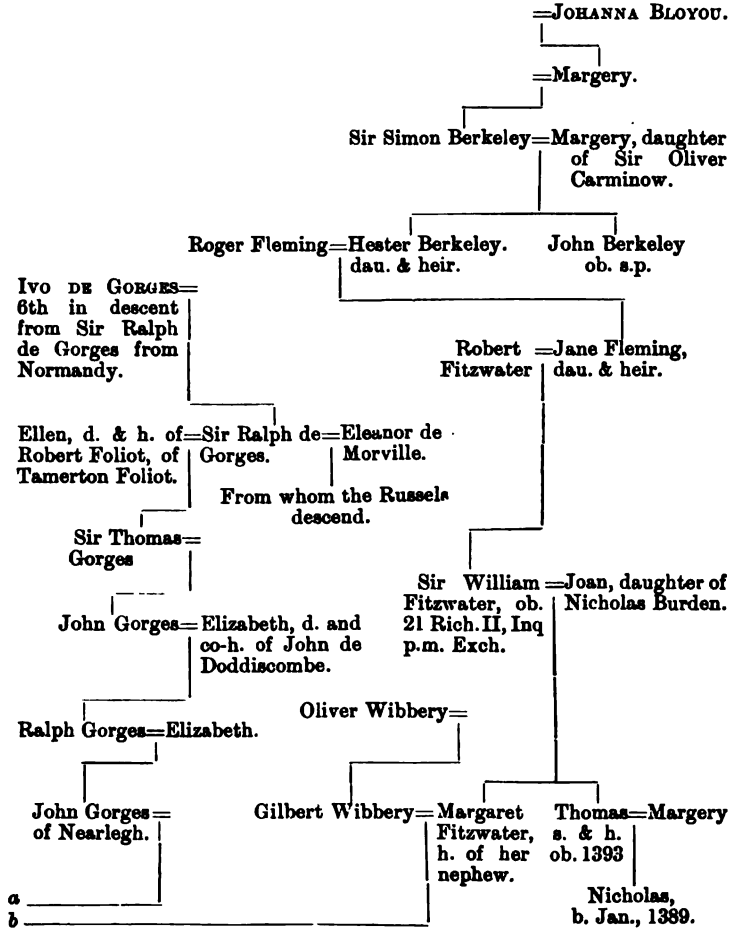 =JOHANNA BLOYOU.
=Margery.
Sir Simon Berkeley=Margery, daughter
of Sir Oliver
Carminow.
Roger Fleming=Hester Berkeley.
dau. & heir.
John Berkeley
ob. s.p.
IVO DE GORGES=
6th in descent
from Sir Ralph
de Gorges from
Normandy.
Robert =Jane Fleming,
Fitzwater dau. & heir.
Ellen, d. & h. of=Sir Ralph de=Eleanor de
Robert Foliot, of Gorges. Morville.
Tamerton Foliot.
From whom the Russels
descend.
Sir Thomas=
Gorges
Sir William =Joan, daughter of
Fitzwater, ob. Nicholas Burden.
21 Rich. II, Inq
p.m. Exch.
John Gorges=Elizabeth, d. and
co-h. of John de
Doddiscombe.
Oliver Wibbery=
Ralph Gorges=Elizabeth.
John Gorges=
of Nearlegh.
Gilbert Wibbery=Margaret
Fitzwater,
h. of her
nephew.
Thomas=Margery
s. & h.
ob. 1393
Nicholas,
b. Jan., 1389.
a
b